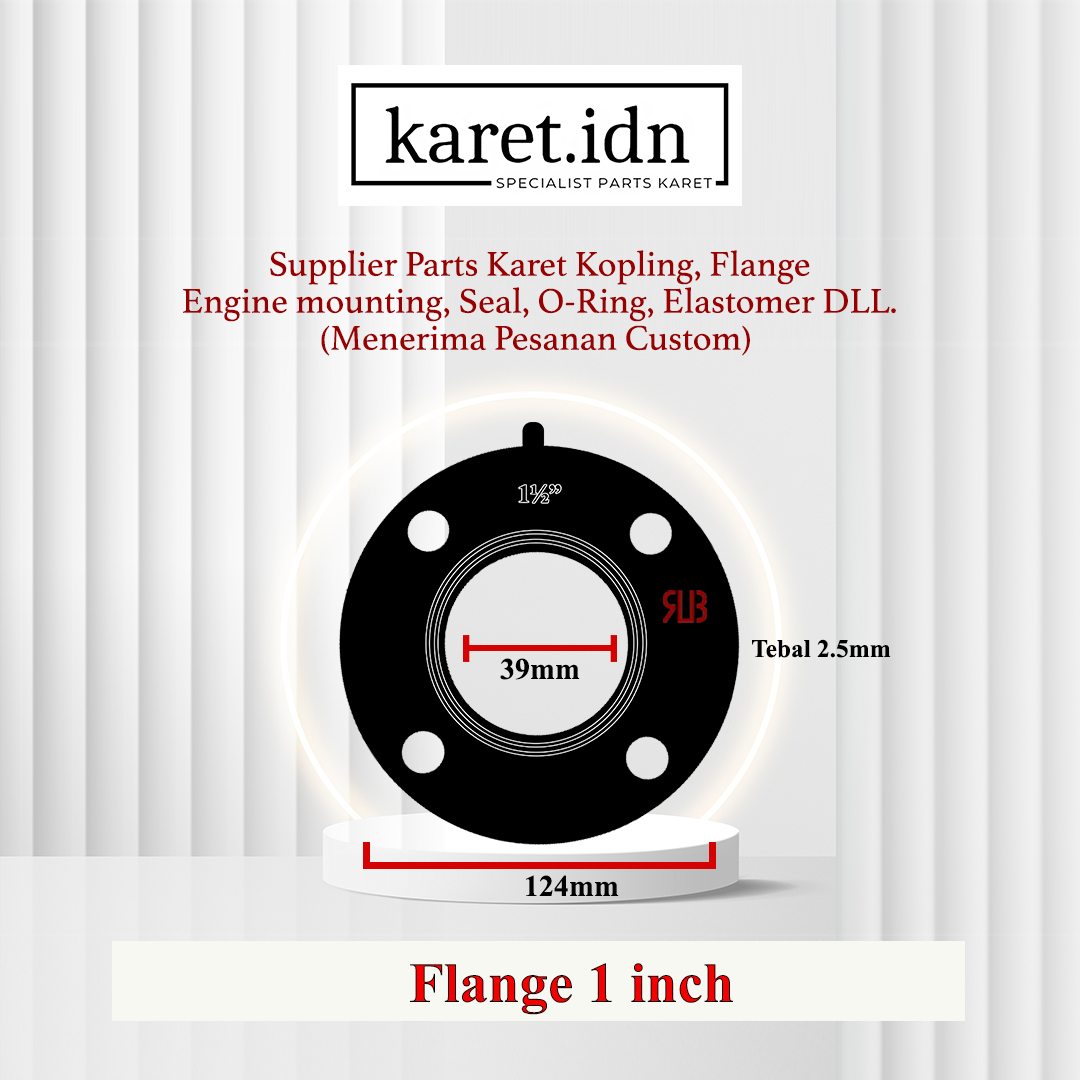 karet.idn
SPECIALIST PARTS KARET
Supplier Parts Karet Kopling, Flange
Engine mounting, Seal, O-Ring, Elastomer DLL.
(Menerima Pesanan Custom)
1½”
RUB
39mm
Tebal 2.5mm
124mm
Flange 1 inch